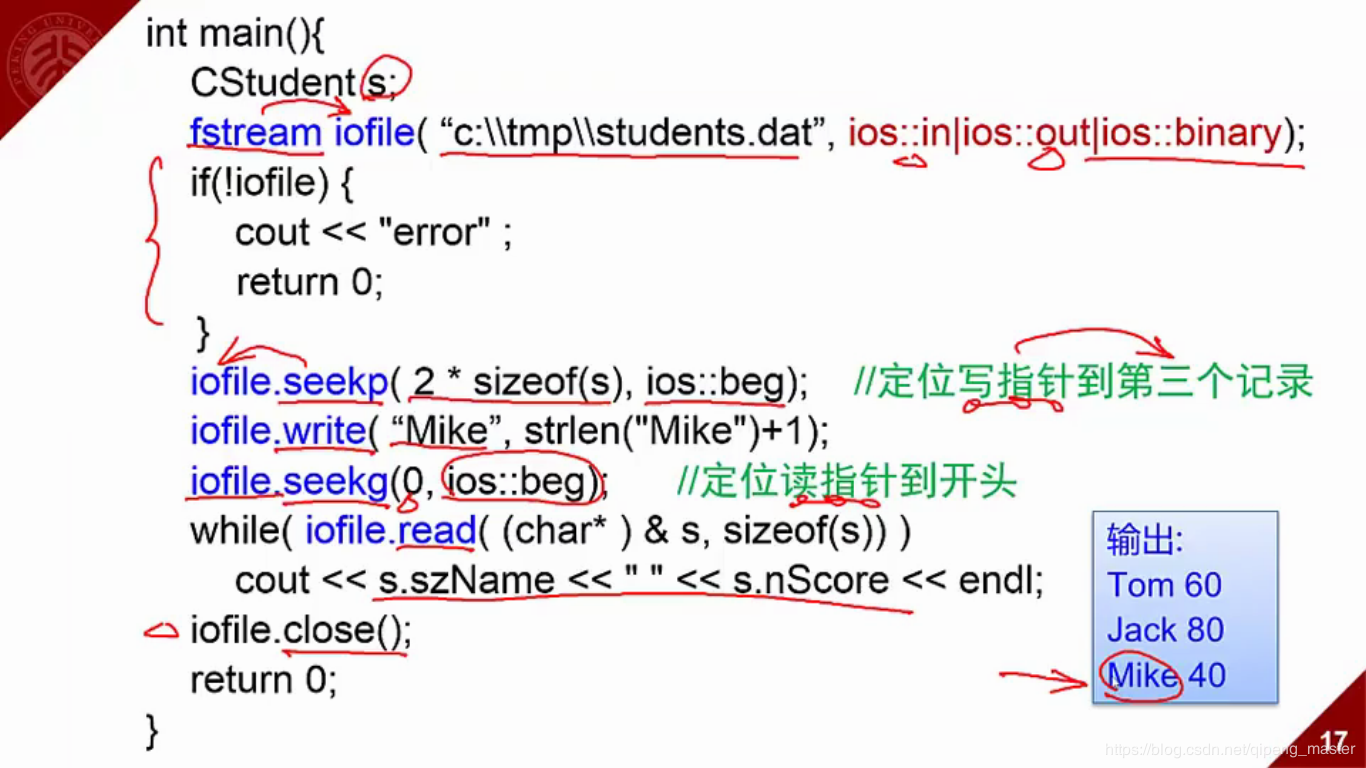 int main(){
CStudent s;
fstream iofile( “c:\\tmp\\students.dat”, ios::in|ios::out|ios::binary);
if(!iofile) {
cout << "error" ;
return 0;
}
iofile.seekp( 2 * sizeof(s), ios::beg); //定位写指针到第三个记录
iofile.write( “Mike”, strlen("Mike")+1);
iofile.seekg(0, ios::beg); //定位读指针到开头
while( iofile.read( (char* ) & s, sizeof(s)) )
cout << s.szName << " " << s.nScore << endl;
iofile.close();
return 0;
}
输出:
Tom 60
Jack 80
Mike 40
17
https://blog.csdn.net/qipeng_master